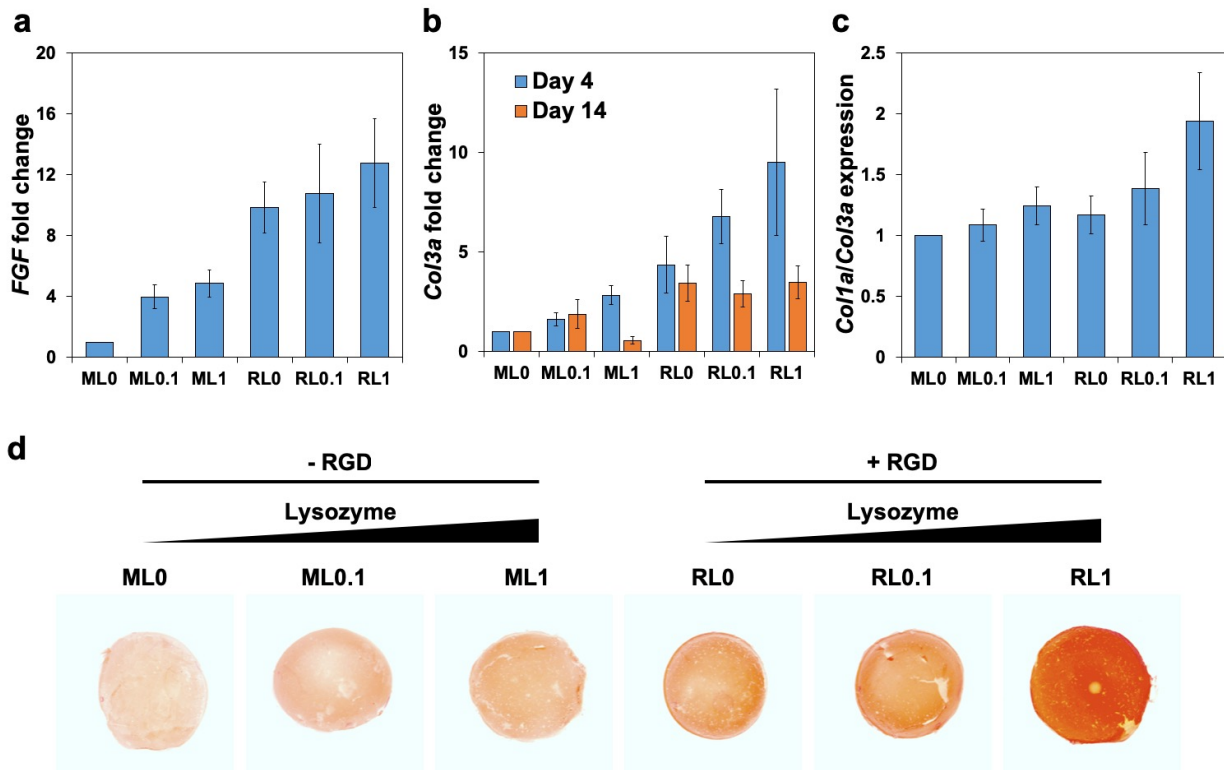 a
20
16
12
8
4
0
FGF fold change
ML0 ML0.1 ML1 RL0 RL0.1 RL1
b
15
10
5
0
Col3a fold change
Day 4
Day 14
ML0 ML0.1 ML1 RL0 RL0.1 RL1
c
2.5
2
1.5
1
0.5
0
Col1a/Col3a expression
ML0 ML0.1 ML1 RL0 RL0.1 RL1
d
- RGD + RGD
Lysozyme Lysozyme
ML0 ML0.1 ML1 RL0 RL0.1 RL1